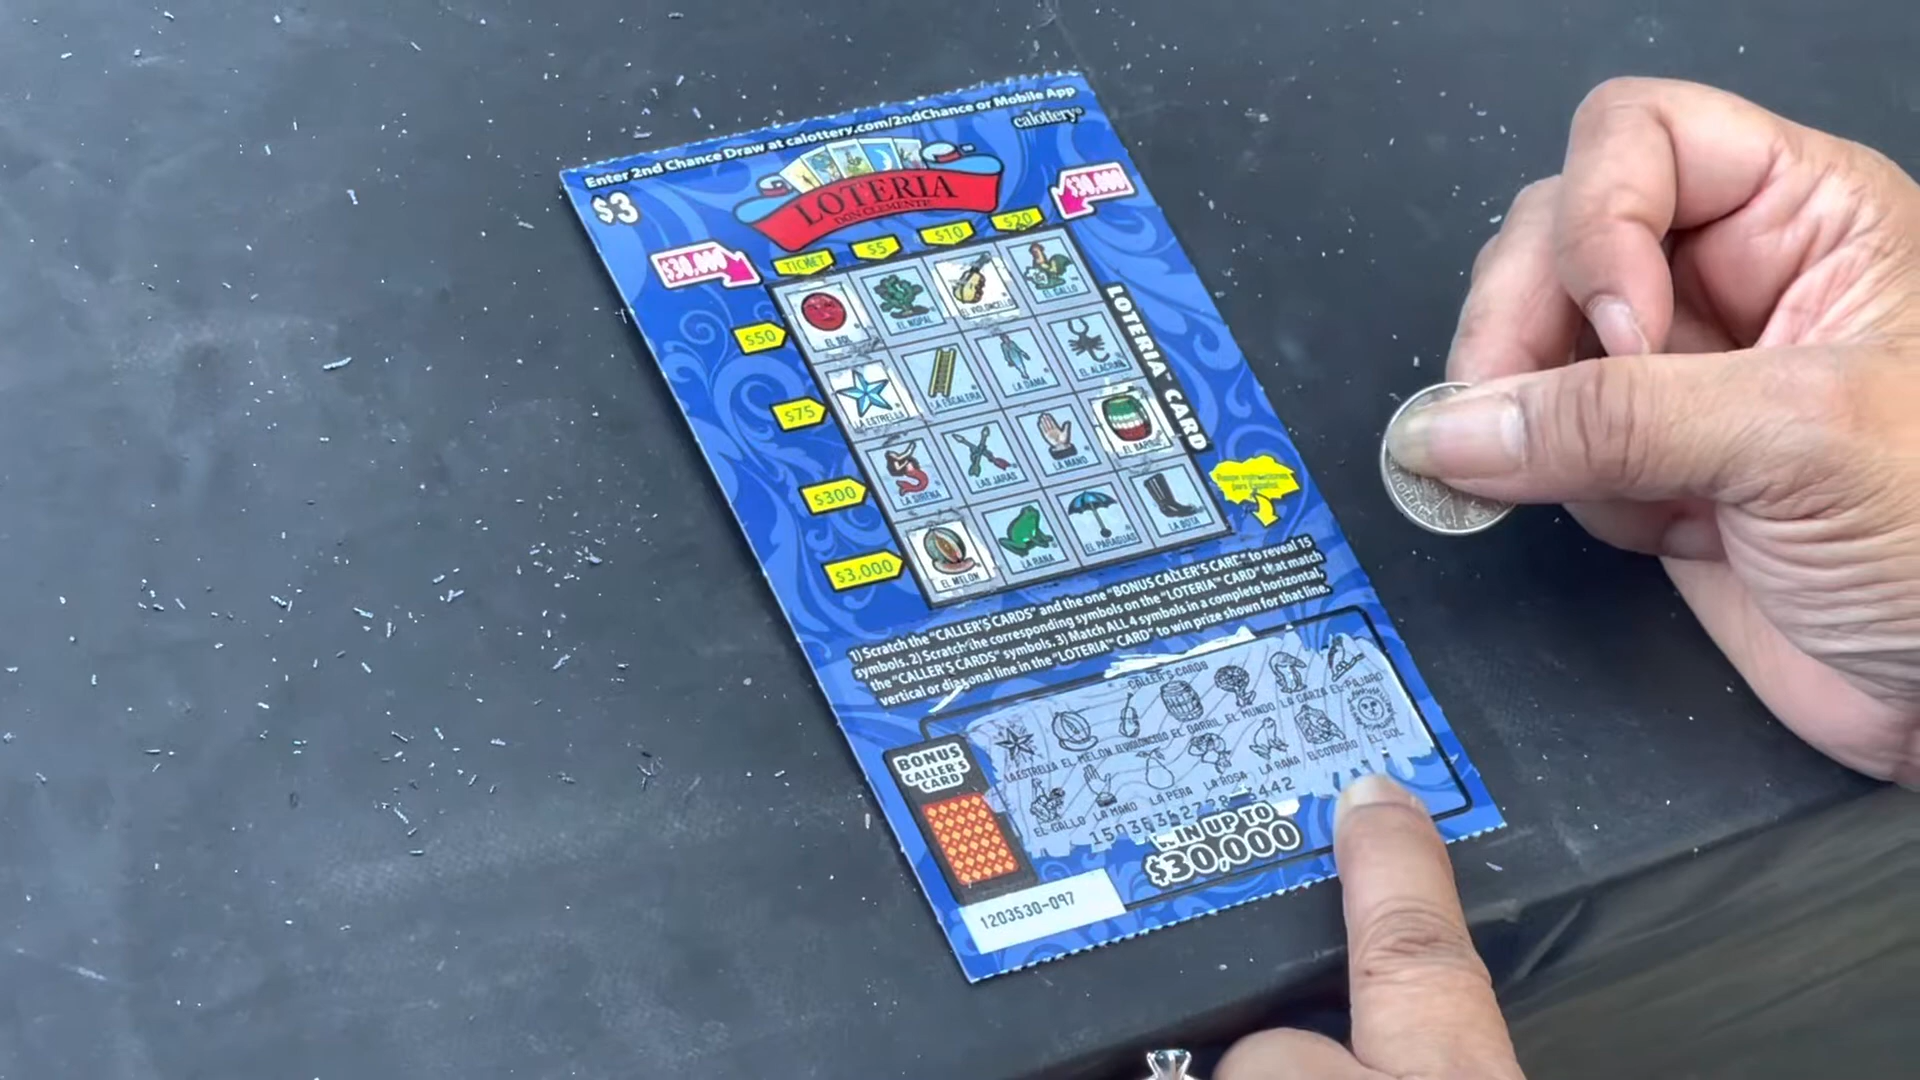 Enter 2nd Chance Draw at calottery.com/2ndChance or Mobile App
calottery®
$3
LOTERIA™
DON CLEMENTE®
$30,000
$30,000
TICKET
$5
$10
$20
$50
$75
$300
$3,000
EL SOL
EL NOPAL
EL VIOLONCELLO
EL GALLO
LA ESTRELLA
LA ESCALERA
LA DAMA
EL ALACRAN
LA SIRENA
LAS JARAS
LA MANO
EL BARRIL
EL MELON
LA RANA
EL PARAGUAS
LA BOTA
LOTERIA™ CARD
1) Scratch the "CALLER'S CARDS" and the one "BONUS CALLER'S CARD" to reveal 15
symbols. 2) Scratch the corresponding symbols on the "LOTERIA™ CARD" that match
the "CALLER'S CARDS" symbols. 3) Match ALL 4 symbols in a complete horizontal,
vertical or diagonal line in the "LOTERIA™ CARD" to win prize shown for that line.
CALLER'S CARDS
LA ESTRELLA EL MELON EL VIOLONCELLO EL BARRIL EL MUNDO LA GARZA EL PAJARO
EL GALLO LA MANO LA PERA LA ROSA LA RANA EL COTORRO EL SOL
BONUS
CALLER'S
CARD
WIN UP TO
$30,000
1203530-097